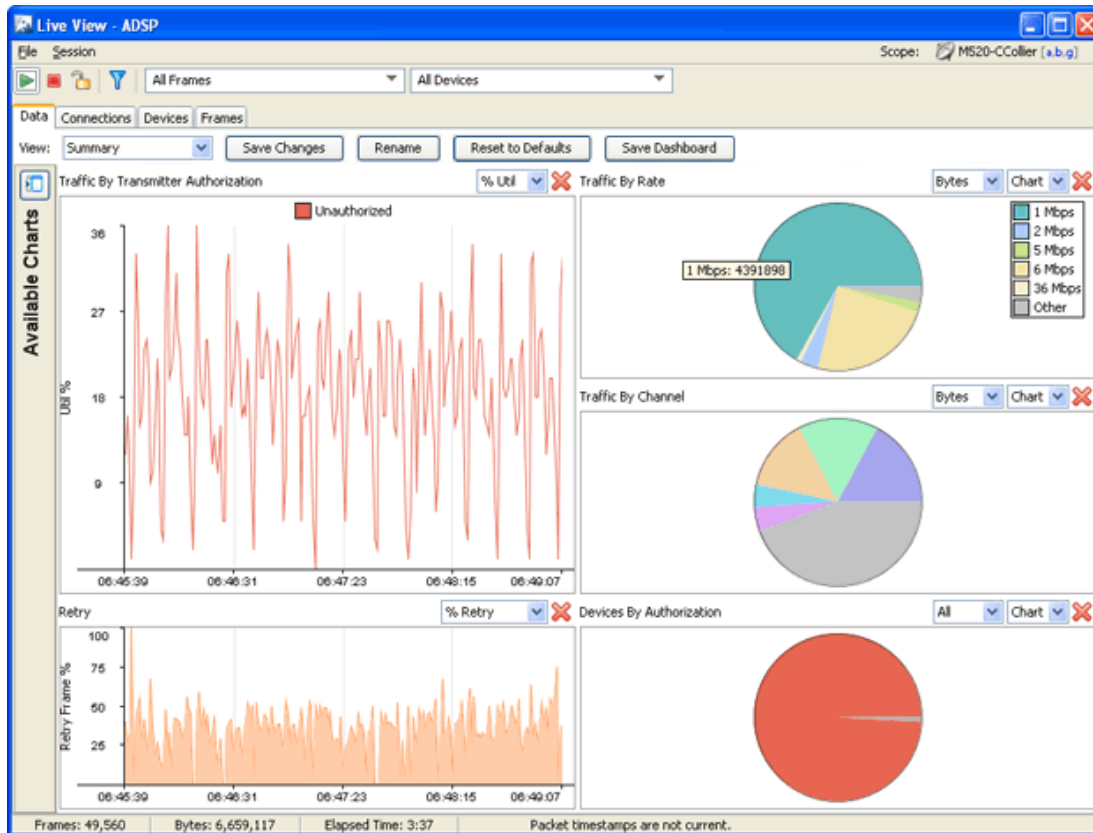 Live View - ADSP
File Session Scope: M520-CCollier [a,b,g]
All Frames All Devices
Data Connections Devices Frames
View: Summary Save Changes Rename Reset to Defaults Save Dashboard
Available Charts
Traffic By Transmitter Authorization % Util
Unauthorized
36
27
18
9
Util %
06:45:39 06:46:31 06:47:23 06:48:15 06:49:07
Traffic By Rate Bytes Chart
1 Mbps: 4391898
1 Mbps
2 Mbps
5 Mbps
6 Mbps
36 Mbps
Other
Traffic By Channel Bytes Chart
Retry % Retry
100
75
50
25
Retry Frame %
06:45:39 06:46:31 06:47:23 06:48:15 06:49:07
Devices By Authorization All Chart
Frames: 49,560 Bytes: 6,659,117 Elapsed Time: 3:37 Packet timestamps are not current.